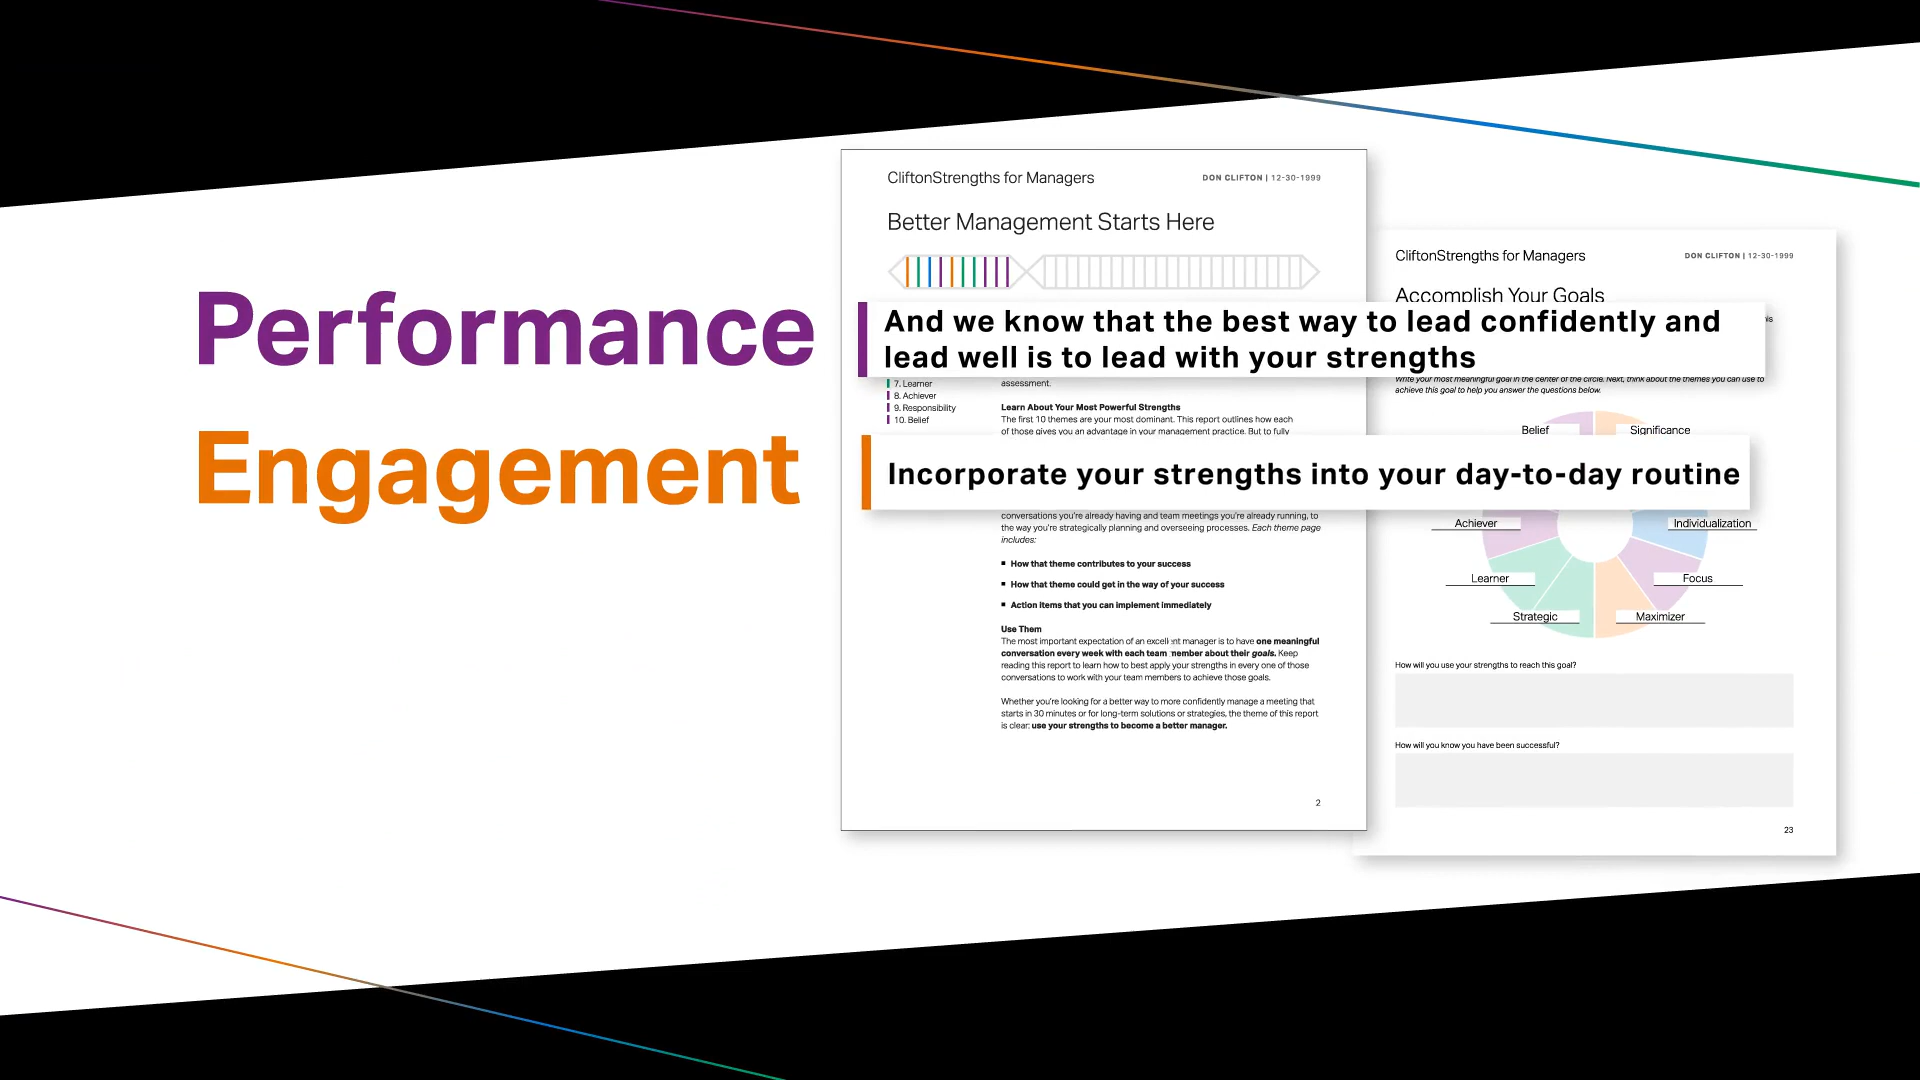 Performance
Engagement
CliftonStrengths for Managers
DON CLIFTON | 12-30-1999
Better Management Starts Here
And we know that the best way to lead confidently and
lead well is to lead with your strengths
7. Learner
8. Achiever
9. Responsibility
10. Belief
assessment.
Learn About Your Most Powerful Strengths
The first 10 themes are your most dominant. This report outlines how each
of those gives you an advantage in your management practice. But to fully
Incorporate your strengths into your day-to-day routine
conversations you're already having and team meetings you're already running, to
the way you're strategically planning and overseeing processes. Each theme page
includes:
How that theme contributes to your success
How that theme could get in the way of your success
Action items that you can implement immediately
Use Them
The most important expectation of an excellent manager is to have one meaningful
conversation every week with each team member about their goals. Keep
reading this report to learn how to best apply your strengths in every one of those
conversations to work with your team members to achieve those goals.
Whether you're looking for a better way to more confidently manage a meeting that
starts in 30 minutes or for long-term solutions or strategies, the theme of this report
is clear: use your strengths to become a better manager.
2
CliftonStrengths for Managers
DON CLIFTON | 12-30-1999
Accomplish Your Goals
Write your most meaningful goal in the center of the circle. Next, think about the themes you can use to
achieve this goal to help you answer the questions below.
Belief
Significance
Achiever
Individualization
Learner
Focus
Strategic
Maximizer
How will you use your strengths to reach this goal?
How will you know you have been successful?
23